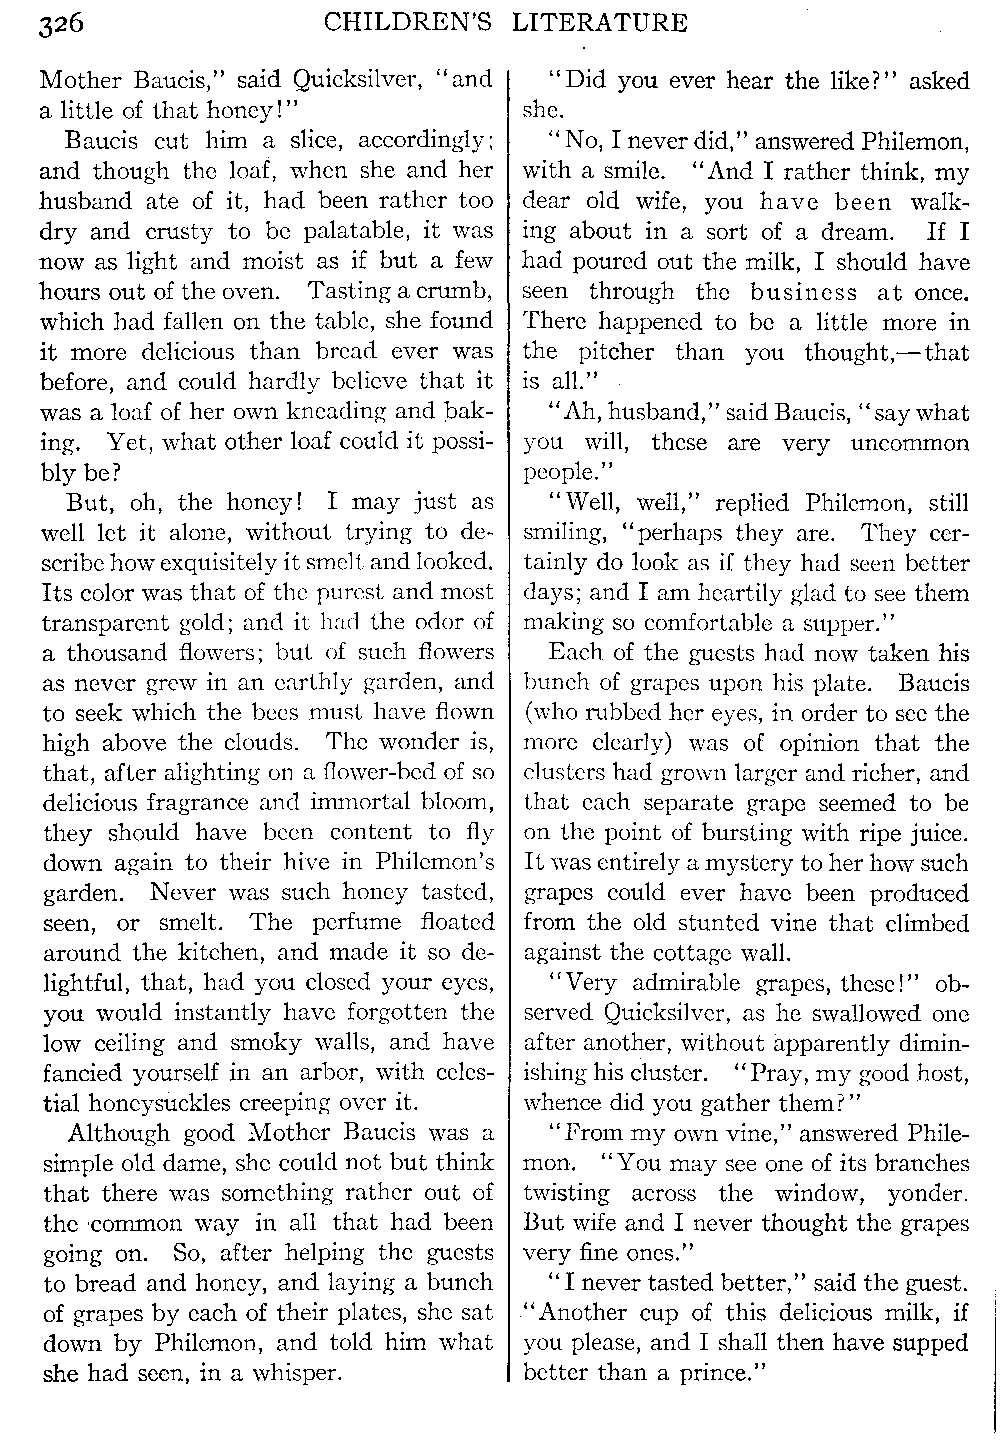 326 CHILDREN'S LITERATURE
Mother Baucis," said Quicksilver, "and
a little of that honey!"
Baucis cut him a slice, accordingly;
and though the loaf, when she and her
husband ate of it, had been rather too
dry and crusty to be palatable, it was
now as light and moist as if but a few
hours out of the oven. Tasting a crumb,
which had fallen on the table, she found
it more delicious than bread ever was
before, and could hardly believe that it
was a loaf of her own kneading and bak-
ing. Yet, what other loaf could it possi-
bly be?
But, oh, the honey! I may just as
well let it alone, without trying to de-
scribe how exquisitely it smelt and looked.
Its color was that of the purest and most
transparent gold; and it had the odor of
a thousand flowers; but of such flowers
as never grew in an earthly garden, and
to seek which the bees must have flown
high above the clouds. The wonder is,
that, after alighting on a flower-bed of so
delicious fragrance and immortal bloom,
they should have been content to fly
down again to their hive in Philemon's
garden. Never was such honey tasted,
seen, or smelt. The perfume floated
around the kitchen, and made it so de-
lightful, that, had you closed your eyes,
you would instantly have forgotten the
low ceiling and smoky walls, and have
fancied yourself in an arbor, with celes-
tial honeysuckles creeping over it.
Although good Mother Baucis was a
simple old dame, she could not but think
that there was something rather out of
the common way in all that had been
going on. So, after helping the guests
to bread and honey, and laying a bunch
of grapes by each of their plates, she sat
down by Philemon, and told him what
she had seen, in a whisper.
"Did you ever hear the like?" asked
she.
"No, I never did," answered Philemon,
with a smile. "And I rather think, my
dear old wife, you have been walk-
ing about in a sort of a dream. If I
had poured out the milk, I should have
seen through the business at once.
There happened to be a little more in
the pitcher than you thought,—that
is all."
"Ah, husband," said Baucis, "say what
you will, these are very uncommon
people."
"Well, well," replied Philemon, still
smiling, "perhaps they are. They cer-
tainly do look as if they had seen better
days; and I am heartily glad to see them
making so comfortable a supper."
Each of the guests had now taken his
bunch of grapes upon his plate. Baucis
(who rubbed her eyes, in order to see the
more clearly) was of opinion that the
clusters had grown larger and richer, and
that each separate grape seemed to be
on the point of bursting with ripe juice.
It was entirely a mystery to her how such
grapes could ever have been produced
from the old stunted vine that climbed
against the cottage wall.
"Very admirable grapes, these!" ob-
served Quicksilver, as he swallowed one
after another, without apparently dimin-
ishing his cluster. "Pray, my good host,
whence did you gather them?"
"From my own vine," answered Phile-
mon. "You may see one of its branches
twisting across the window, yonder.
But wife and I never thought the grapes
very fine ones."
"I never tasted better," said the guest.
"Another cup of this delicious milk, if
you please, and I shall then have supped
better than a prince."